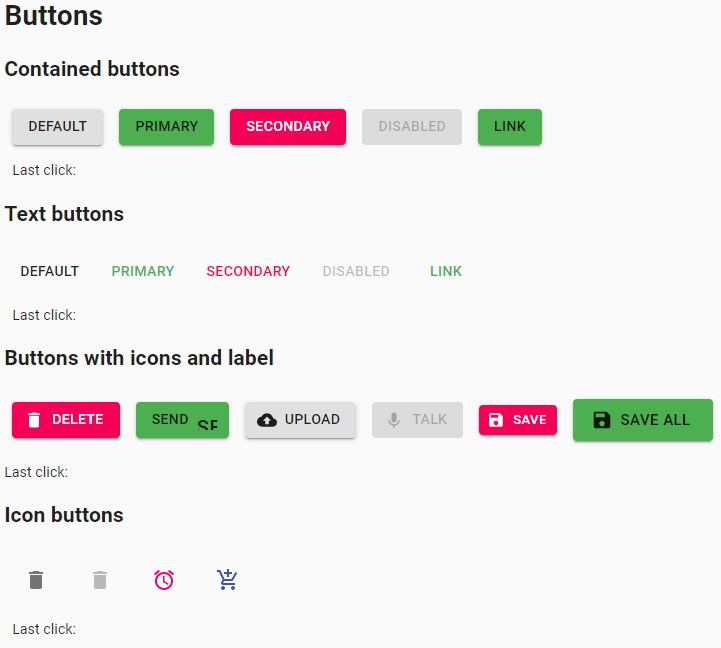 Buttons
Contained buttons
DEFAULT PRIMARY SECONDARY DISABLED LINK
Last click:
Text buttons
DEFAULT PRIMARY SECONDARY DISABLED LINK
Last click:
Buttons with icons and label
DELETE SEND UPLOAD TALK SAVE SAVE ALL
Last click:
Icon buttons
Last click: